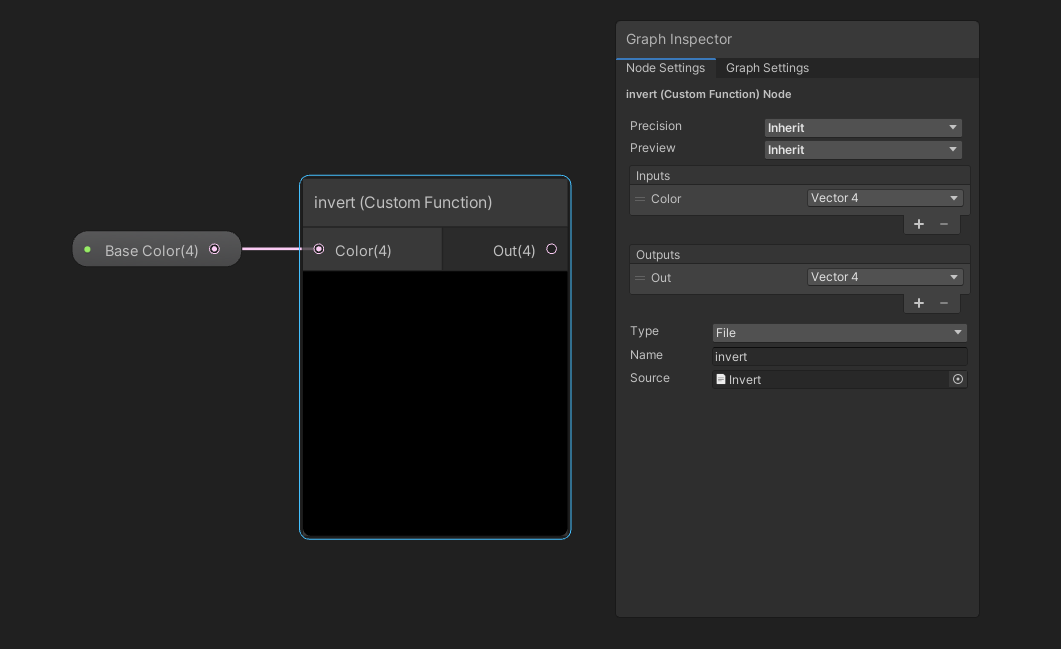 Graph Inspector
Node Settings Graph Settings
invert (Custom Function) Node
Precision Inherit
Preview Inherit
Inputs
Color Vector 4
+ −
Outputs
Out Vector 4
+ −
Type File
Name invert
Source Invert
invert (Custom Function)
Base Color(4)
Color(4) Out(4)